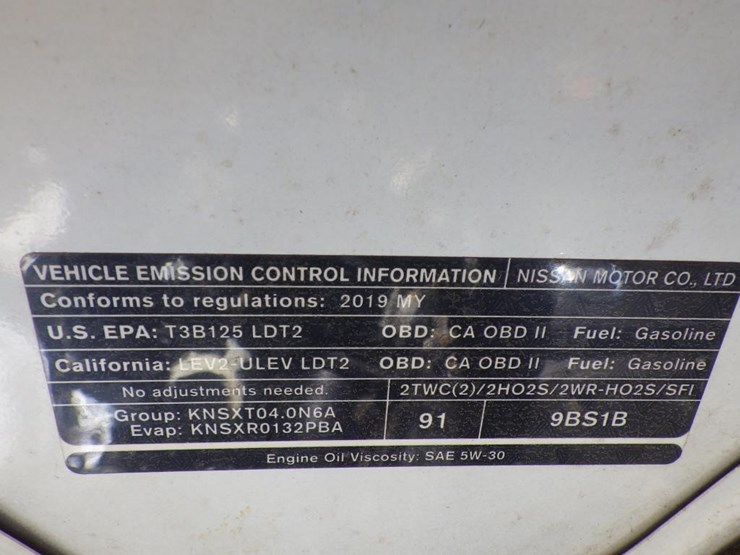 VEHICLE EMISSION CONTROL INFORMATION NISSAN MOTOR CO., LTD
Conforms to regulations: 2019 MY
U.S. EPA: T3B125 LDT2 OBD: CA OBD II Fuel: Gasoline
California: LEV2-ULEV LDT2 OBD: CA OBD II Fuel: Gasoline
No adjustments needed. 2TWC(2)/2HO2S/2WR-HO2S/SFI
Group: KNSXT04.0N6A
Evap: KNSXR0132PBA
91 9BS1B
Engine Oil Viscosity: SAE 5W-30